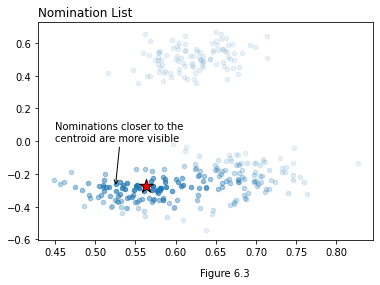 Nomination List
0.6
0.4
0.2
0.0
−0.2
−0.4
−0.6
Nominations closer to the
centroid are more visible
0.45 0.50 0.55 0.60 0.65 0.70 0.75 0.80
Figure 6.3